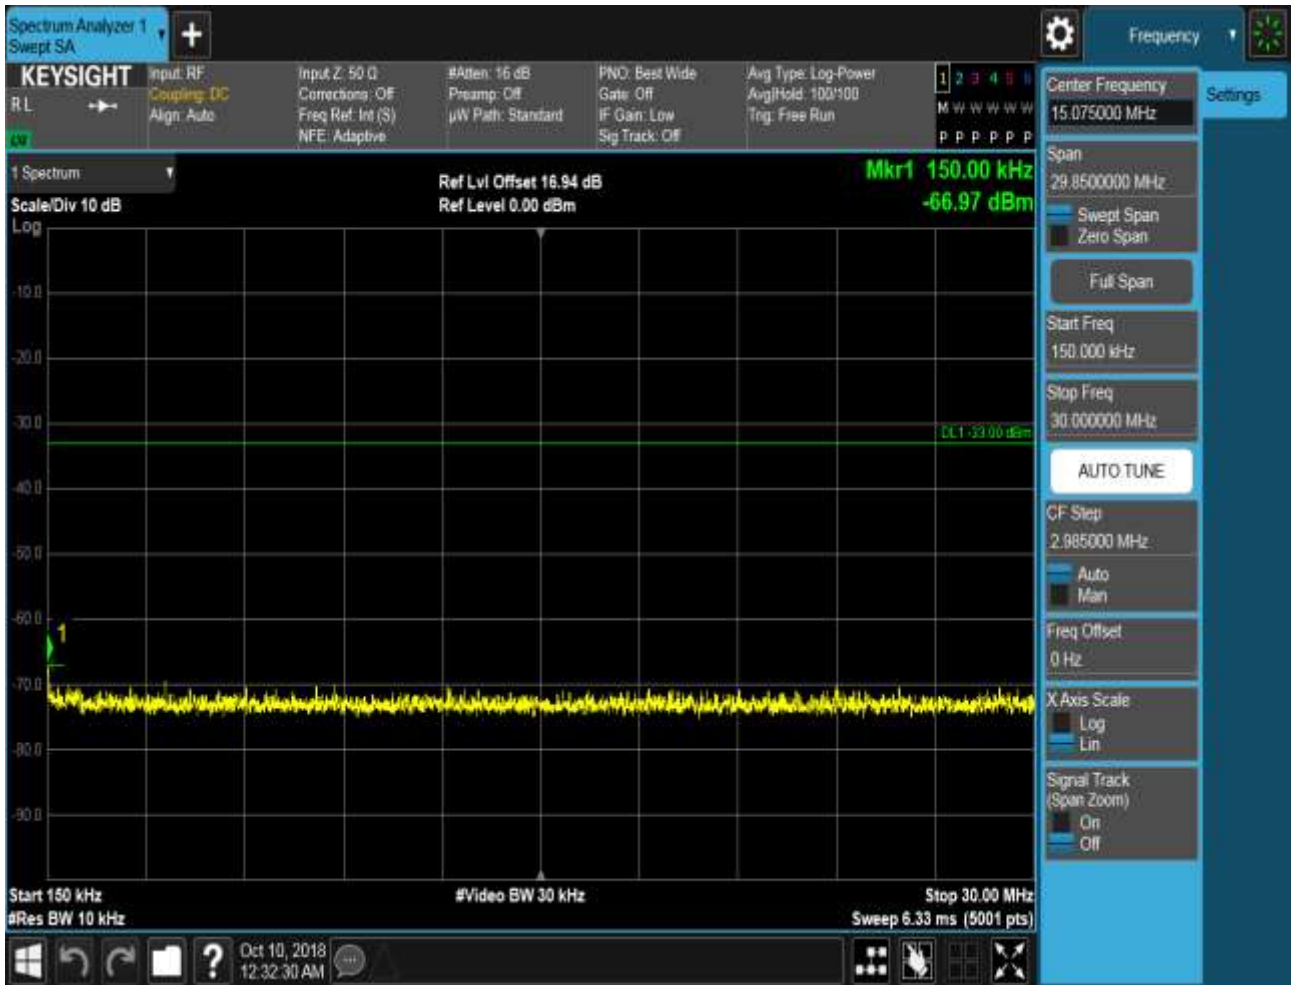 Spectrum Analyzer 1
Swept SA
+
Frequency
KEYSIGHT
R L
LXI
Input: RF
Coupling: DC
Align: Auto
Input Z: 50 Ω
Corrections: Off
Freq Ref: Int (S)
NFE: Adaptive
#Atten: 16 dB
Preamp: Off
µW Path: Standard
PNO: Best Wide
Gate: Off
IF Gain: Low
Sig Track: Off
Avg Type: Log-Power
Avg|Hold: 100/100
Trig: Free Run
1 2 3 4 5 6
M W W W W W
P P P P P P
1 Spectrum
Scale/Div 10 dB
Ref Lvl Offset 16.94 dB
Ref Level 0.00 dBm
Mkr1 150.00 kHz
-66.97 dBm
Log
-10.0
-20.0
-30.0
DL1 -33.00 dBm
-40.0
-50.0
-60.0
1
-70.0
-80.0
-90.0
Start 150 kHz
#Video BW 30 kHz
Stop 30.00 MHz
#Res BW 10 kHz
Sweep 6.33 ms (5001 pts)
Oct 10, 2018
12:32:30 AM
?
Center Frequency
15.075000 MHz
Settings
Span
29.8500000 MHz
Swept Span
Zero Span
Full Span
Start Freq
150.000 kHz
Stop Freq
30.000000 MHz
AUTO TUNE
CF Step
2.985000 MHz
Auto
Man
Freq Offset
0 Hz
X Axis Scale
Log
Lin
Signal Track
(Span Zoom)
On
Off